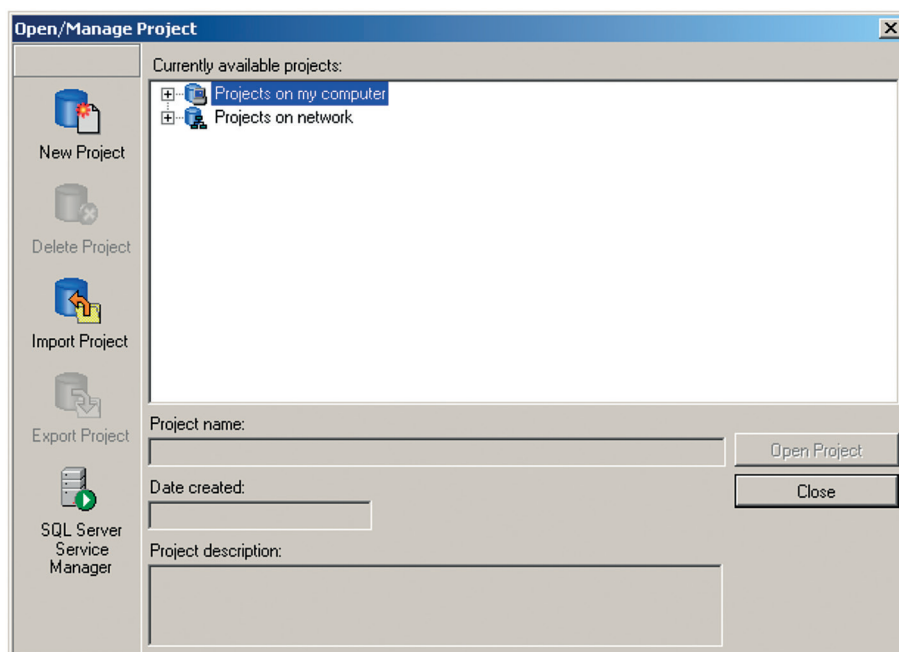 Open/Manage Project
New Project
Delete Project
Import Project
Export Project
SQL Server
Service
Manager
Currently available projects:
Projects on my computer
Projects on network
Project name:
Open Project
Date created:
Close
Project description: